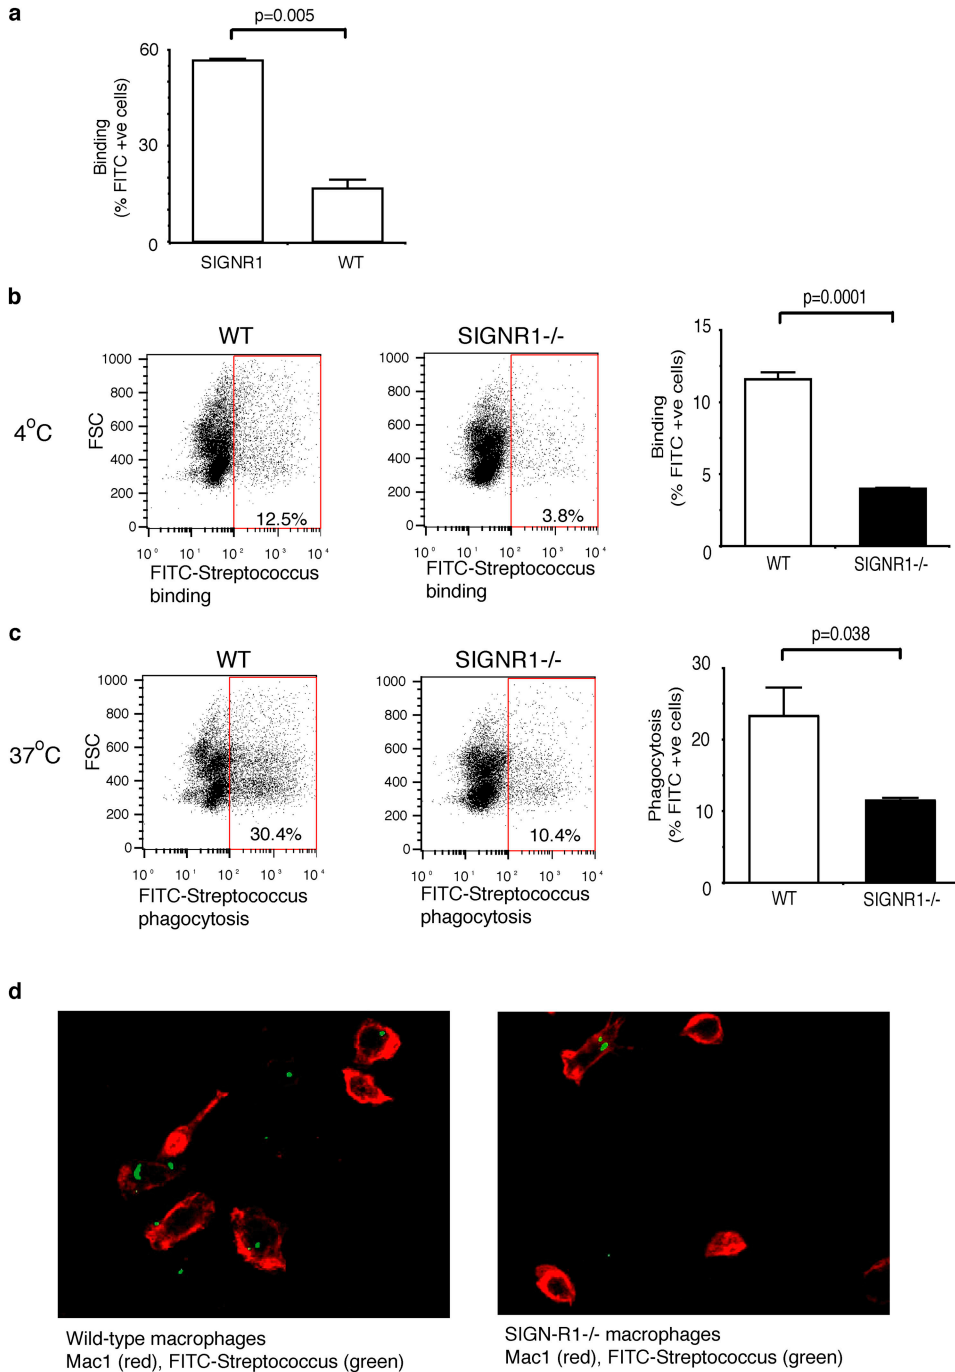 a
p=0.005
60
30
0
Binding
(% FITC +ve cells)
SIGNR1
WT
b
4°C
WT
1000
800
600
400
200
0
FSC
12.5%
10⁰ 10¹ 10² 10³ 10⁴
FITC-Streptococcus
binding
SIGNR1-/-
1000
800
600
400
200
0
3.8%
10⁰ 10¹ 10² 10³ 10⁴
FITC-Streptococcus
binding
p=0.0001
15
10
5
0
Binding
(% FITC +ve cells)
WT
SIGNR1-/-
c
37°C
WT
1000
800
600
400
200
0
FSC
30.4%
10⁰ 10¹ 10² 10³ 10⁴
FITC-Streptococcus
phagocytosis
SIGNR1-/-
1000
800
600
400
200
0
10.4%
10⁰ 10¹ 10² 10³ 10⁴
FITC-Streptococcus
phagocytosis
p=0.038
30
20
10
0
Phagocytosis
(% FITC +ve cells)
WT
SIGNR1-/-
d
Wild-type macrophages
Mac1 (red), FITC-Streptococcus (green)
SIGN-R1-/- macrophages
Mac1 (red), FITC-Streptococcus (green)